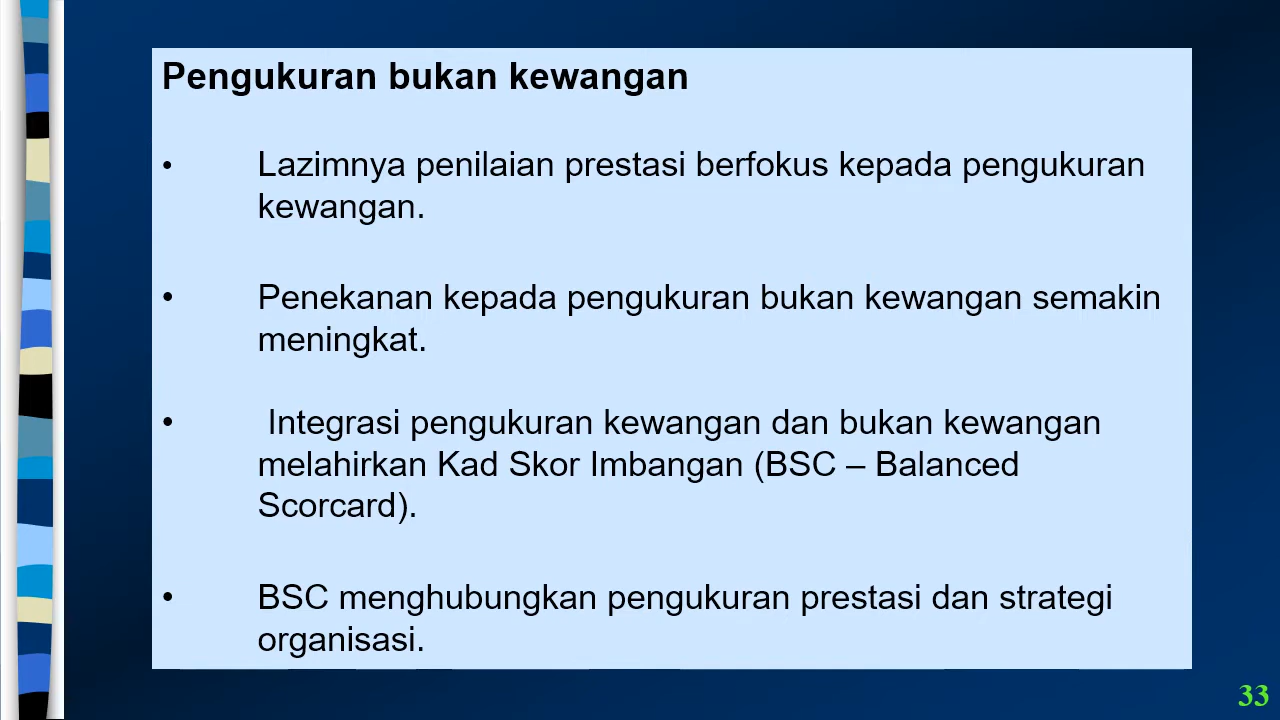 Pengukuran bukan kewangan
• Lazimnya penilaian prestasi berfokus kepada pengukuran
kewangan.
• Penekanan kepada pengukuran bukan kewangan semakin
meningkat.
• Integrasi pengukuran kewangan dan bukan kewangan
melahirkan Kad Skor Imbangan (BSC – Balanced
Scorcard).
• BSC menghubungkan pengukuran prestasi dan strategi
organisasi.
33